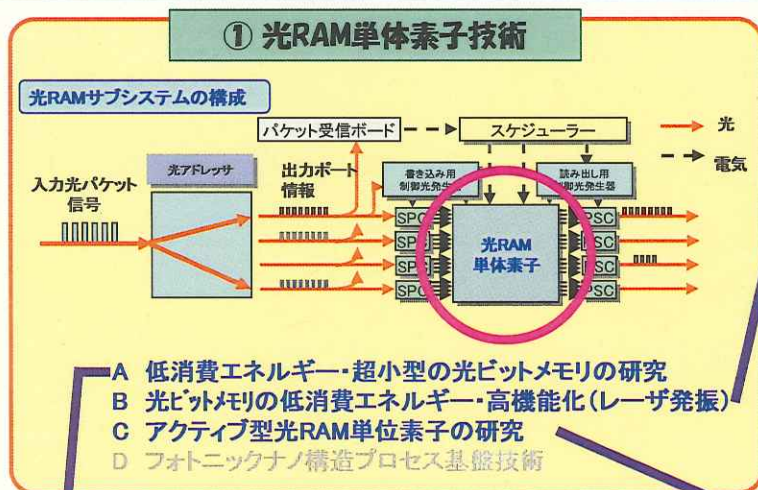 ① 光RAM単体素子技術
光RAMサブシステムの構成
パケット受信ボード
スケジューラー
光
電気
光アドレッサ
出力ポート
情報
書き込み用
制御光発生器
読み出し用
制御光発生器
入力光パケット
信号
SPC
PSC
SPC
PSC
SPC
PSC
SPC
PSC
光RAM
単体素子
A 低消費エネルギー・超小型の光ビットメモリの研究
B 光ビットメモリの低消費エネルギー・高機能化(レーザ発振)
C アクティブ型光RAM単位素子の研究
D フォトニックナノ構造プロセス基盤技術